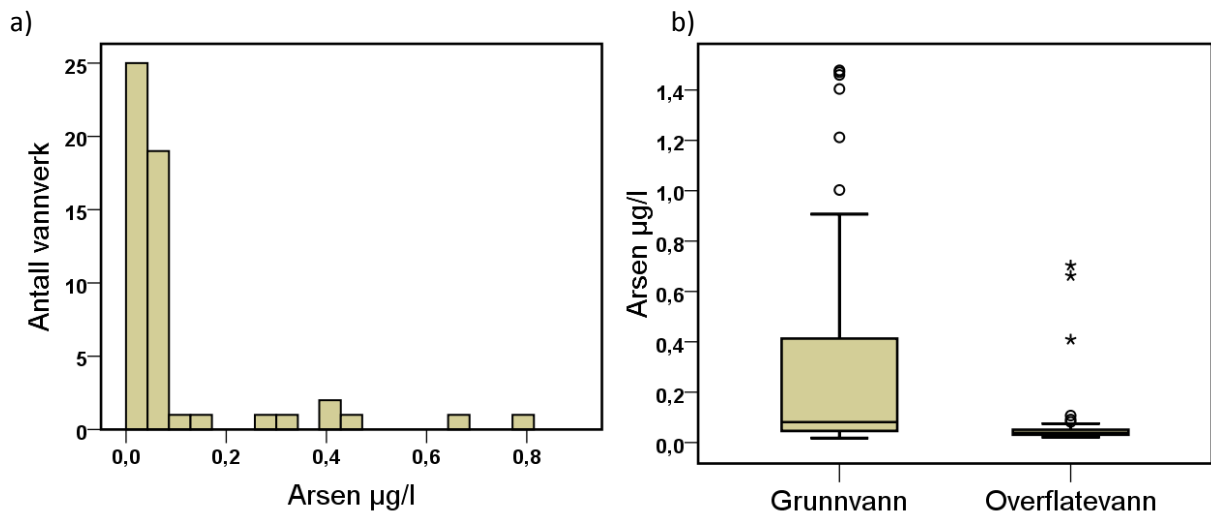 a)
Antall vannverk
25
20
15
10
5
0
0,0 0,2 0,4 0,6 0,8
Arsen µg/l
b)
Arsen µg/l
1,4
1,2
1,0
0,8
0,6
0,4
0,2
0,0
Grunnvann Overflatevann